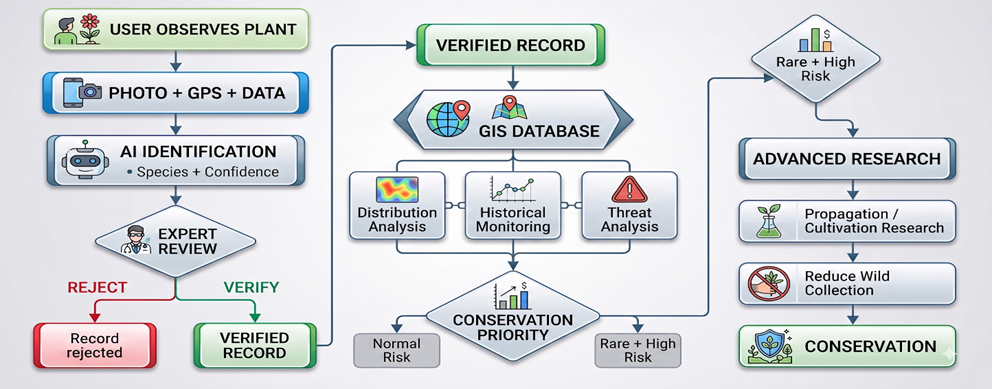 USER OBSERVES PLANT
PHOTO + GPS + DATA
AI IDENTIFICATION
• Species + Confidence
EXPERT
REVIEW
REJECT
VERIFY
Record
rejected
VERIFIED
RECORD
VERIFIED RECORD
GIS DATABASE
Distribution
Analysis
Historical
Monitoring
Threat
Analysis
$
CONSERVATION
PRIORITY
Normal
Risk
Rare + High
Risk
$
Rare + High
Risk
ADVANCED RESEARCH
Propagation /
Cultivation Research
Reduce Wild
Collection
CONSERVATION